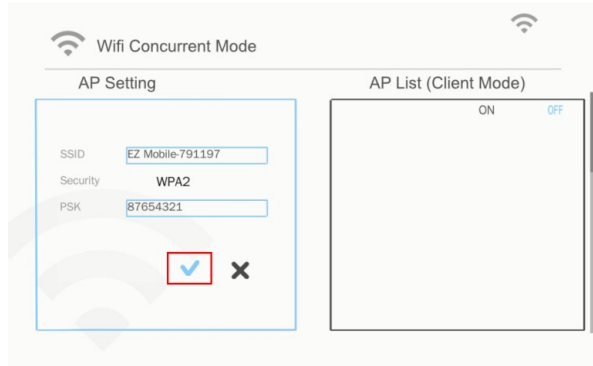 Wifi Concurrent Mode
AP Setting
AP List (Client Mode)
ON OFF
SSID EZ Mobile-791197
Security WPA2
PSK 87654321